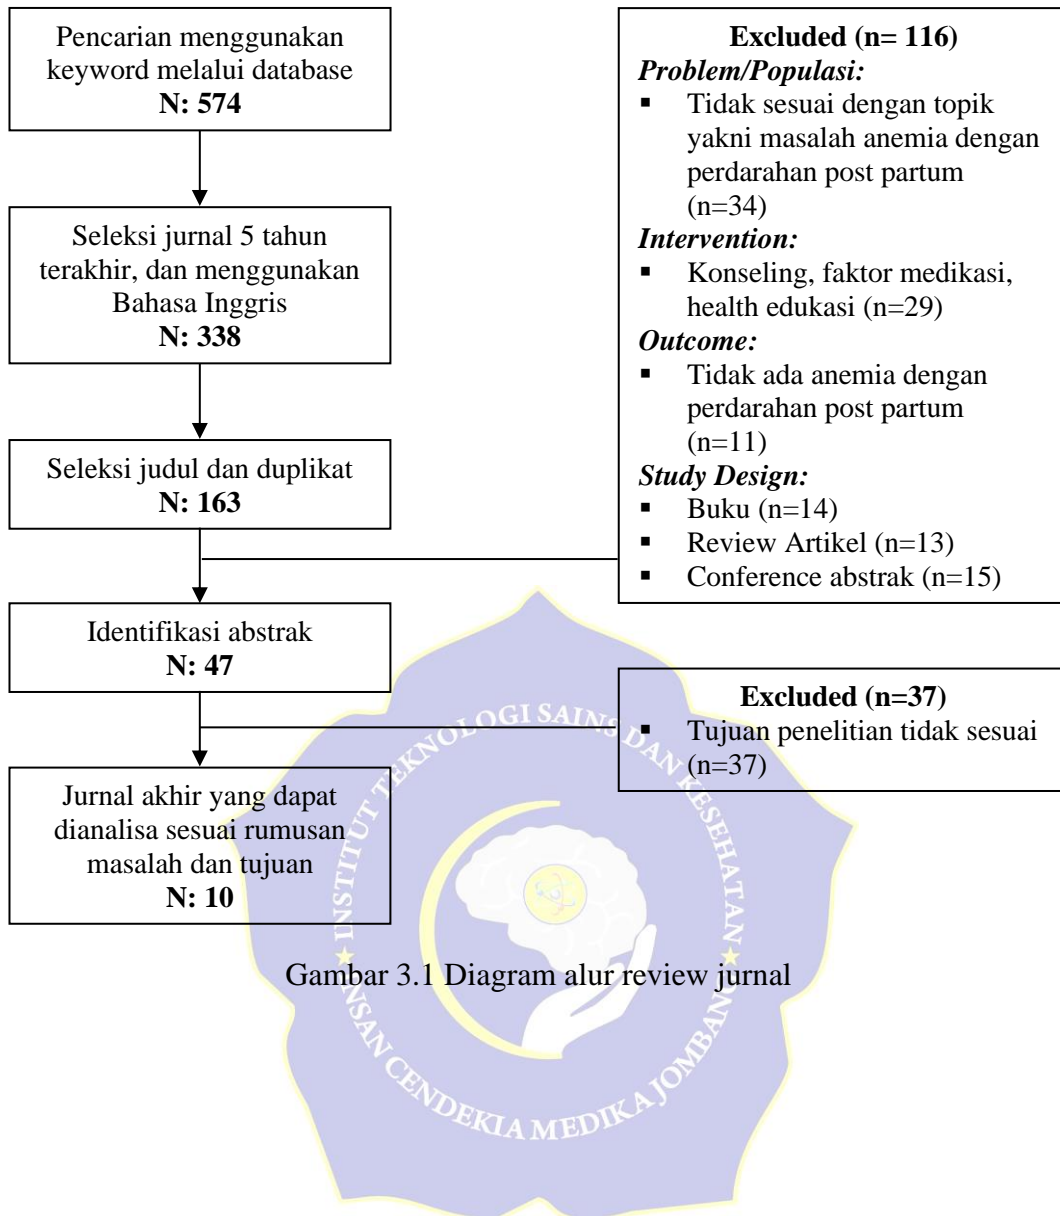 Pencarian menggunakan
keyword melalui database
N: 574
Seleksi jurnal 5 tahun
terakhir, dan menggunakan
Bahasa Inggris
N: 338
Seleksi judul dan duplikat
N: 163
Excluded (n= 116)
Problem/Populasi:
▪ Tidak sesuai dengan topik
yakni masalah anemia dengan
perdarahan post partum
(n=34)
Intervention:
▪ Konseling, faktor medikasi,
health edukasi (n=29)
Outcome:
▪ Tidak ada anemia dengan
perdarahan post partum
(n=11)
Study Design:
▪ Buku (n=14)
▪ Review Artikel (n=13)
▪ Conference abstrak (n=15)
Identifikasi abstrak
N: 47
Excluded (n=37)
▪ Tujuan penelitian tidak sesuai
(n=37)
Jurnal akhir yang dapat
dianalisa sesuai rumusan
masalah dan tujuan
N: 10
Gambar 3.1 Diagram alur review jurnal
INSTITUT TEKNOLOGI SAINS DAN KESEHATAN
INSAN CENDEKIA MEDIKA JOMBANG